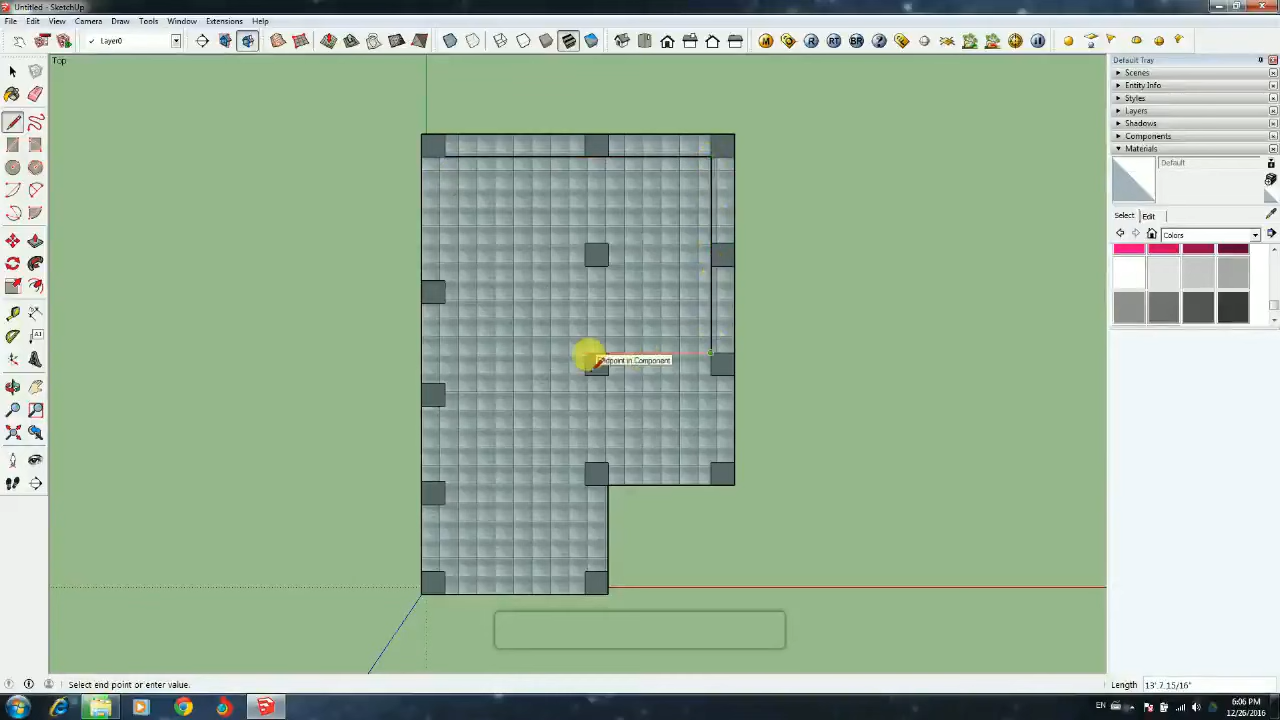 Untitled - SketchUp
File Edit View Camera Draw Tools Window Extensions Help
Layer0
Top
Default Tray
Scenes
Entity Info
Styles
Layers
Shadows
Components
Materials
Default
Select Edit
Colors
Endpoint in Component
Select end point or enter value.
Length 13' 7.15/16"
EN
6:06 PM
12/26/2016